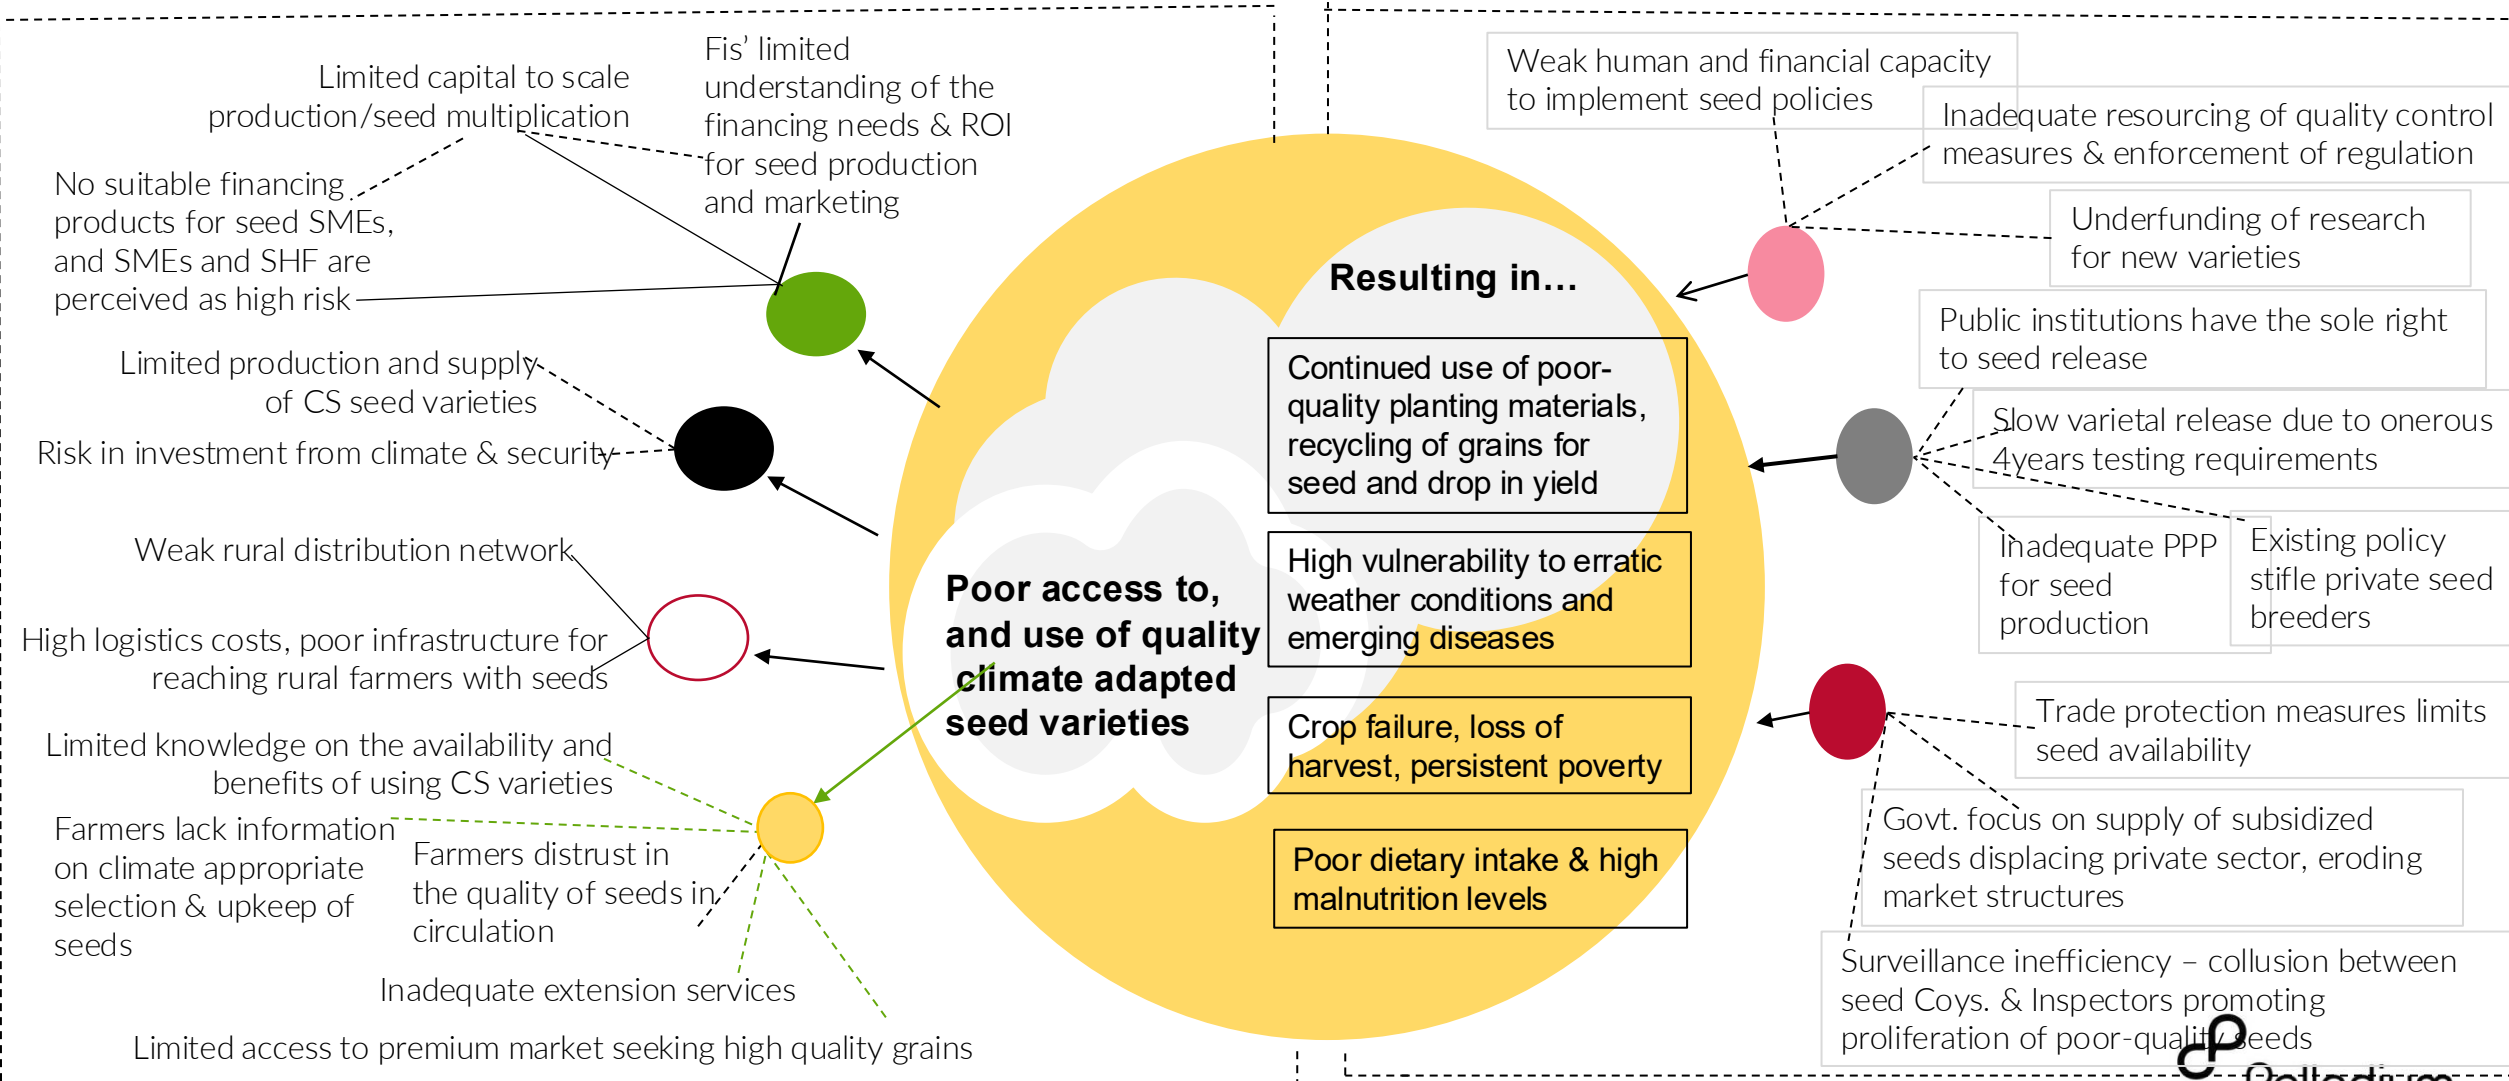 Limited capital to scale
production/seed multiplication
Fis’ limited
understanding of the
financing needs & ROI
for seed production
and marketing
No suitable financing
products for seed SMEs,
and SMEs and SHF are
perceived as high risk
Limited production and supply
of CS seed varieties
Risk in investment from climate & security
Weak rural distribution network
High logistics costs, poor infrastructure for
reaching rural farmers with seeds
Limited knowledge on the availability and
benefits of using CS varieties
Farmers lack information
on climate appropriate
selection & upkeep of
seeds
Farmers distrust in
the quality of seeds in
circulation
Inadequate extension services
Limited access to premium market seeking high quality grains
Poor access to,
and use of quality
climate adapted
seed varieties
Resulting in...
Continued use of poor-
quality planting materials,
recycling of grains for
seed and drop in yield
High vulnerability to erratic
weather conditions and
emerging diseases
Crop failure, loss of
harvest, persistent poverty
Poor dietary intake & high
malnutrition levels
Weak human and financial capacity
to implement seed policies
Inadequate resourcing of quality control
measures & enforcement of regulation
Underfunding of research
for new varieties
Public institutions have the sole right
to seed release
Slow varietal release due to onerous
4years testing requirements
Inadequate PPP
for seed
production
Existing policy
stifle private seed
breeders
Trade protection measures limits
seed availability
Govt. focus on supply of subsidized
seeds displacing private sector, eroding
market structures
Surveillance inefficiency – collusion between
seed Coys. & Inspectors promoting
proliferation of poor-quality seeds
Palladium